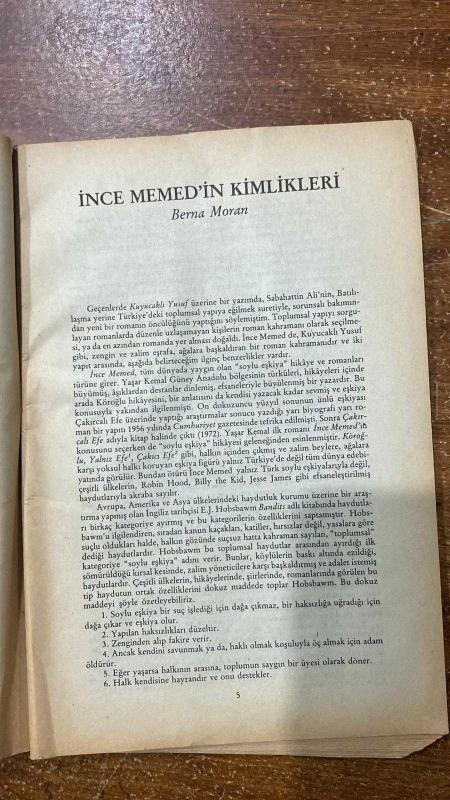 İNCE MEMED'İN KİMLİKLERİ
Berna Moran
Geçenlerde Kuyucaklı Yusuf üzerine bir yazımda, Sabahattin Ali'nin, Batılı-
laşma yerine Türkiye'deki toplumsal yapıya eğilmek suretiyle, sorunsalı bakımın-
dan yeni bir romanın öncülüğünü yaptığını söylemiştim. Toplumsal yapıyı sorgu-
layan romanlarda düzenle uzlaşamayan kişilerin roman kahramanı olarak seçilme-
si, ya da en azından romanda yer alması doğaldı. İnce Memed de, Kuyucaklı Yusuf
gibi, zengin ve zalim eşrafa, ağalara başkaldıran bir roman kahramanıdır ve iki
yapıt arasında, aşağıda belirteceğim ilginç benzerlikler vardır.
İnce Memed, tüm dünyada yaygın olan "soylu eşkiya" hikâye ve romanları
türüne girer. Yaşar Kemal Güney Anadolu bölgesinin türküleri, hikâyeleri içinde
büyümüş, âşıklardan destanlar dinlemiş, efsaneleriyle büyülenmiş bir yazardır. Bu
arada Köroğlu hikâyesini, bir anlatısını da kendisi yazacak kadar sevmiş ve eşkiya
konusuyla yakından ilgilenmişti. On dokuzuncu yüzyıl sonunun ünlü eşkiyası
Çakırcalı Efe üzerinde yaptığı araştırmalar sonucu yazdığı yarı biyografi yarı ro-
man bir yapıtı 1956 yılında Cumhuriyet gazetesinde tefrika edilmişti. Sonra Çakır-
calı Efe adıyla kitap halinde çıktı (1972). Yaşar Kemal ilk romanı İnce Memed'in
konusunu seçerken de "soylu eşkiya" hikâyesi geleneğinden esinlenmiştir. Körog-
lu, Yalnız Efe¹, Çakıcı Efe² gibi, halkın içinden çıkmış ve zalim beylere, ağalara
karşı yoksul halkı koruyan eşkiya figürü yalnız Türkiye'de değil tüm dünya edebi-
yatında görülür. Bundan ötürü İnce Memed yalnız Türk soylu eşkiyalarıyla değil,
çeşitli ülkelerin, Robin Hood, Billy the Kid, Jesse James gibi efsaneleştirilmiş
haydutlarıyla akraba sayılır.
Avrupa, Amerika ve Asya ülkelerindeki haydutluk kurumu üzerine bir araş-
tırma yapmış olan İngiliz tarihçisi E.J. Hobsbawm Bandits adlı kitabında haydutla-
rı birkaç kategoriye ayırmış ve bu kategorilerin özelliklerini saptamıştır. Hobs-
bawm'u ilgilendiren, sıradan kanun kaçakları, katiller, hırsızlar değil, yasalara göre
suçlu oldukları halde, halkın gözünde suçsuz hatta kahraman sayılan, "toplumsal"
dediği haydutlardır. Hobsbawm bu toplumsal haydutlar arasından ayırdığı ilk
kategoriye "soylu eşkiya" adını verir. Bunlar, köylülerin baskı altında ezildiği,
sömürüldüğü kırsal kesimde, zalim yöneticilere karşı başkaldırmış ve adalet istemiş
haydutlardır. Çeşitli ülkelerin, hikâyelerinde, şiirlerinde, romanlarında görülen bu
tip haydutun ortak özelliklerini dokuz maddede toplar Hobsbawm. Bu dokuz
maddeyi şöyle özetleyebiliriz.
1. Soylu eşkiya bir suç işlediği için dağa çıkmaz, bir haksızlığa uğradığı için
dağa çıkar ve eşkiya olur.
2. Yapılan haksızlıkları düzeltir.
3. Zenginden alıp fakire verir.
4. Ancak kendini savunmak ya da, haklı olmak koşuluyla öç almak için adam
öldürür.
5. Eğer yaşarsa halkının arasına, toplumun saygın bir üyesi olarak döner.
6. Halk kendisine hayrandır ve onu destekler.
5